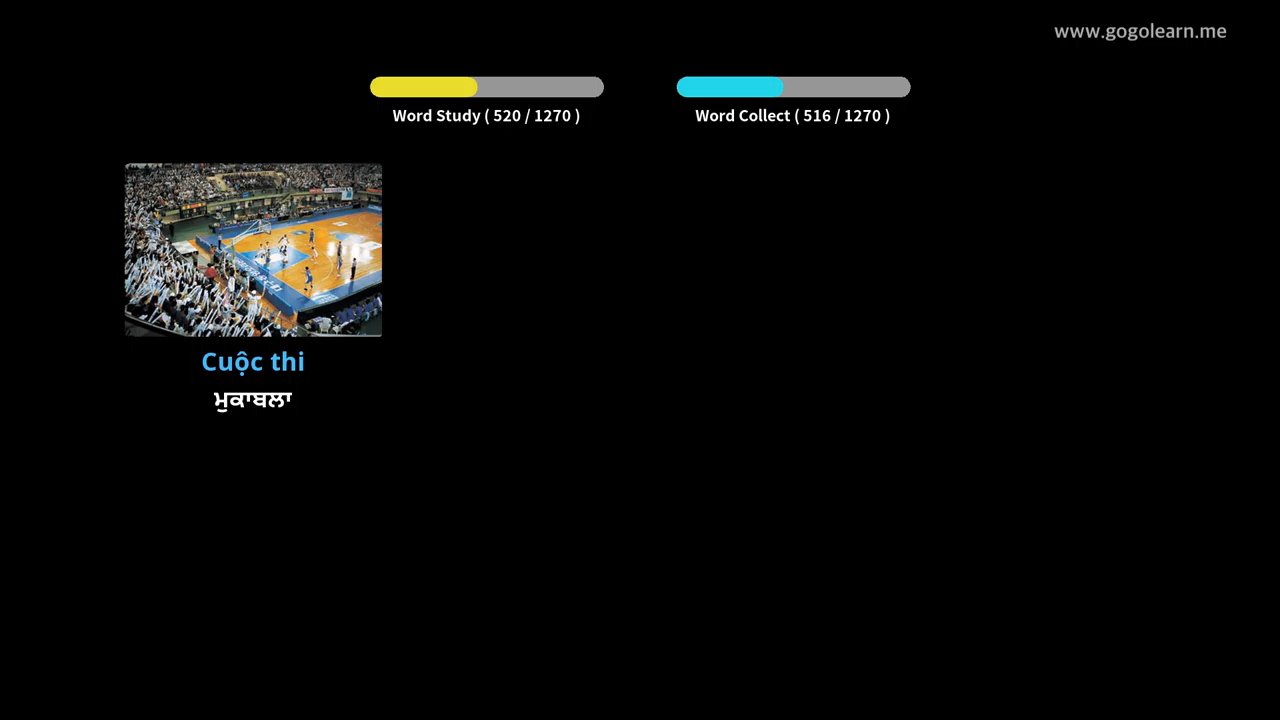 www.gogolearn.me
Word Study ( 520 / 1270 )
Word Collect ( 516 / 1270 )
Cuộc thi
ਮੁਕਾਬਲਾ